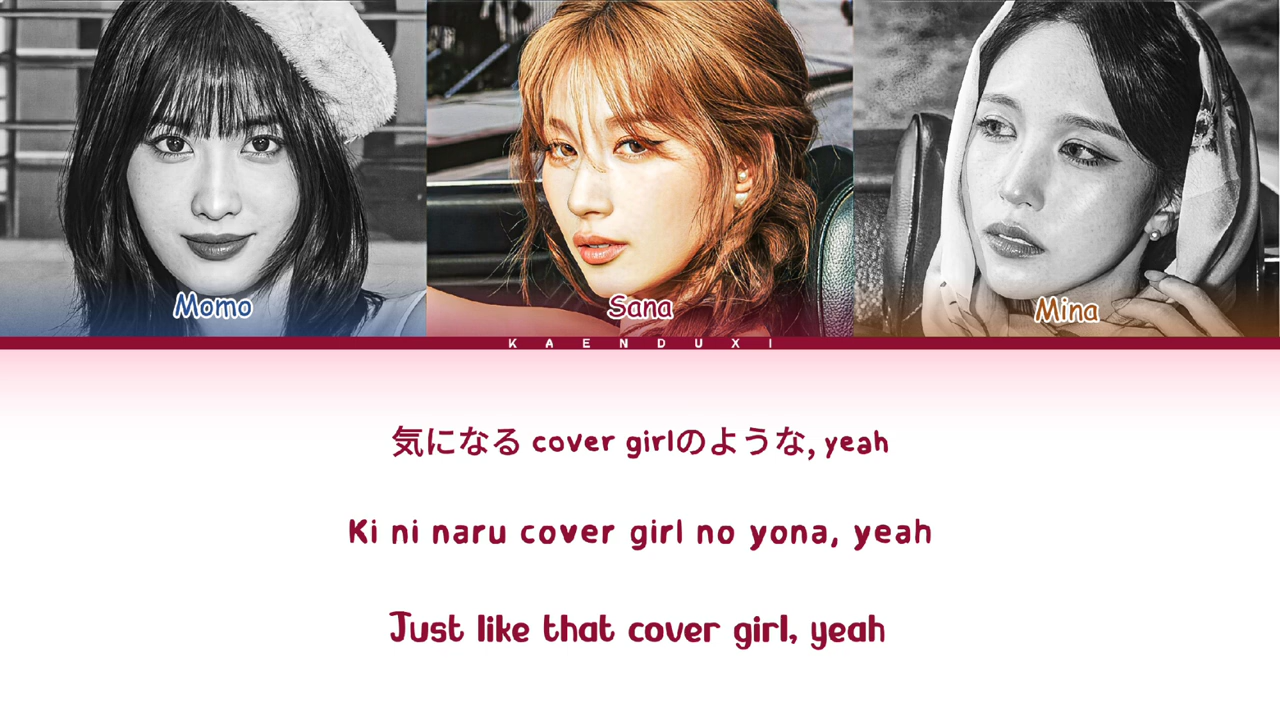 Momo
Sana
Mina
KAENDUXI
気になる cover girlのような, yeah
Ki ni naru cover girl no yona, yeah
Just like that cover girl, yeah